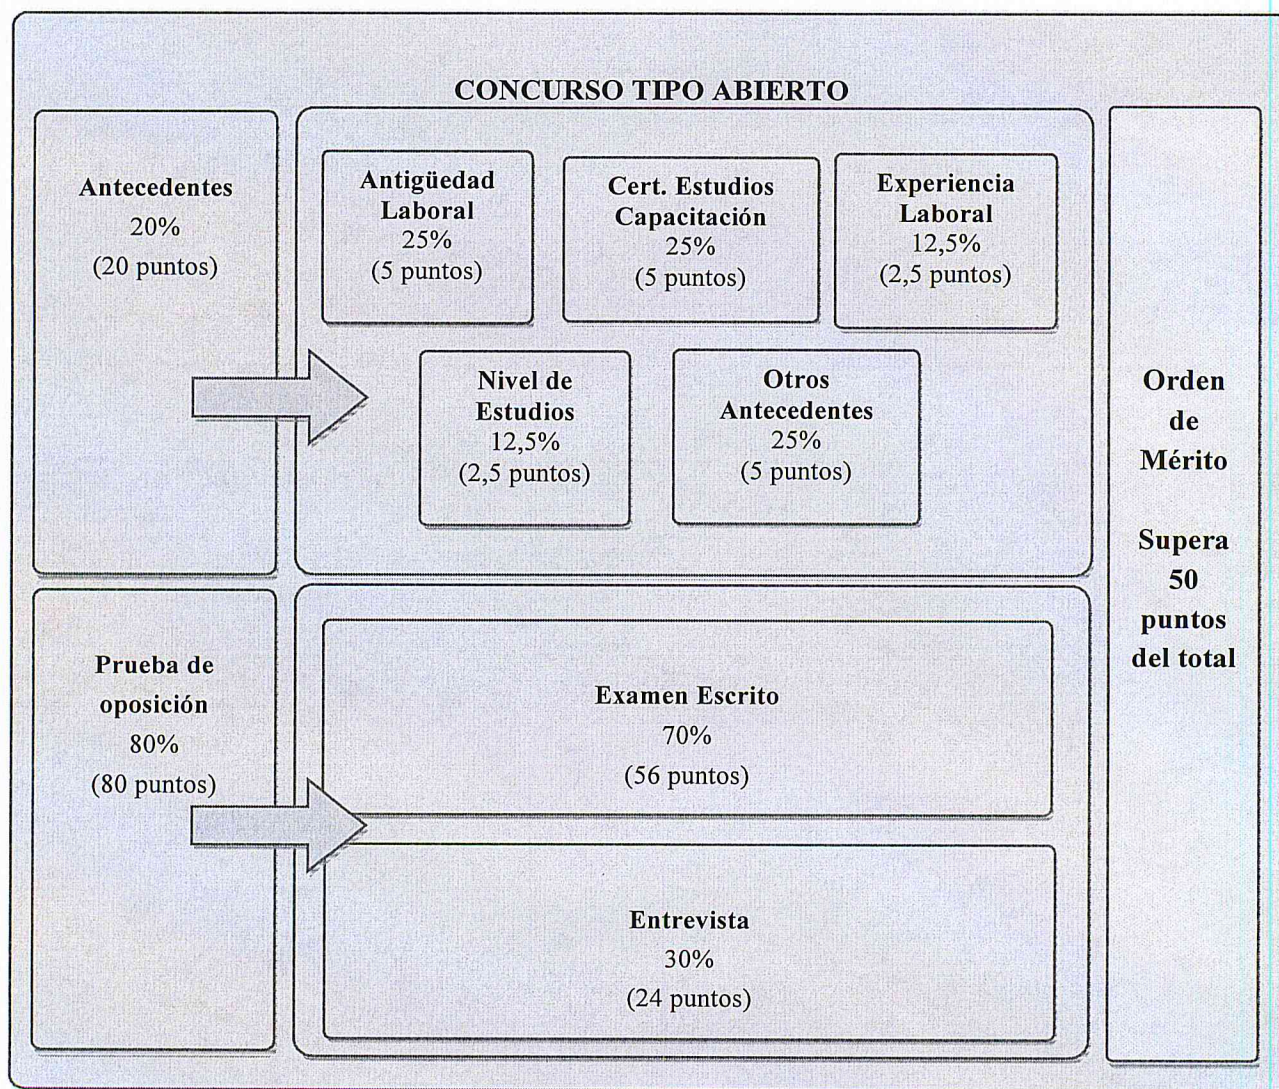 CONCURSO TIPO ABIERTO
Antecedentes
20%
(20 puntos)
Antigüedad
Laboral
25%
(5 puntos)
Cert. Estudios
Capacitación
25%
(5 puntos)
Experiencia
Laboral
12,5%
(2,5 puntos)
Nivel de
Estudios
12,5%
(2,5 puntos)
Otros
Antecedentes
25%
(5 puntos)
Prueba de
oposición
80%
(80 puntos)
Examen Escrito
70%
(56 puntos)
Entrevista
30%
(24 puntos)
Orden
de
Mérito
Supera
50
puntos
del total